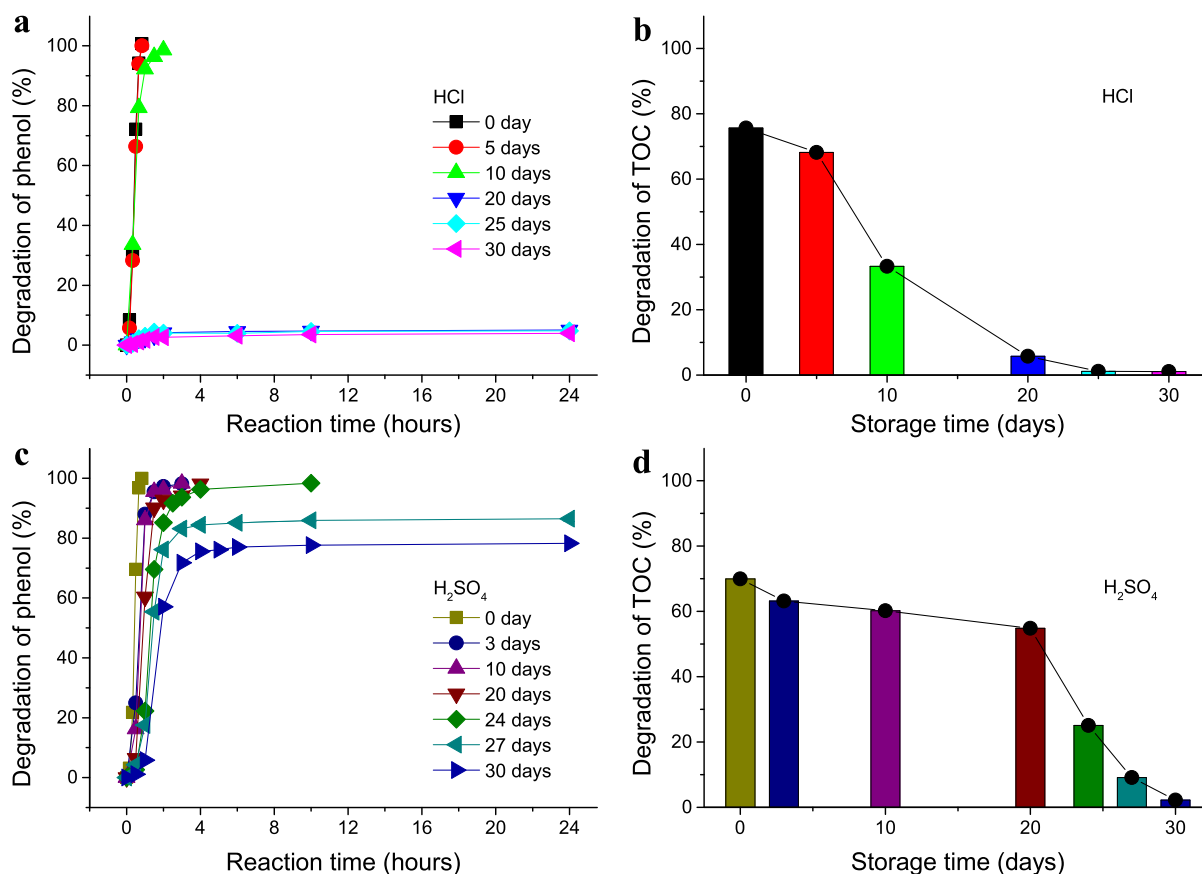 a
Degradation of phenol (%)
100
80
60
40
20
0
HCl
0 day
5 days
10 days
20 days
25 days
30 days
0 4 8 12 16 20 24
Reaction time (hours)
b
Degradation of TOC (%)
100
80
60
40
20
0
HCl
0 10 20 30
Storage time (days)
c
Degradation of phenol (%)
100
80
60
40
20
0
H₂SO₄
0 day
3 days
10 days
20 days
24 days
27 days
30 days
0 4 8 12 16 20 24
Reaction time (hours)
d
Degradation of TOC (%)
100
80
60
40
20
0
H₂SO₄
0 10 20 30
Storage time (days)